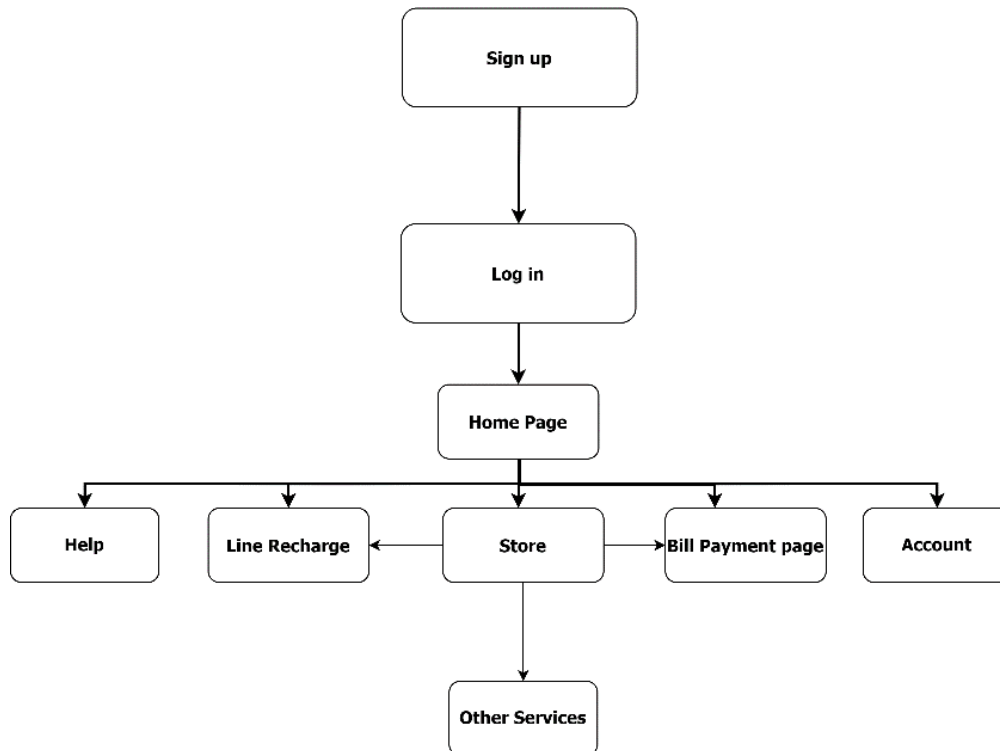 Sign up
Log in
Home Page
Help
Line Recharge
Store
Bill Payment page
Account
Other Services